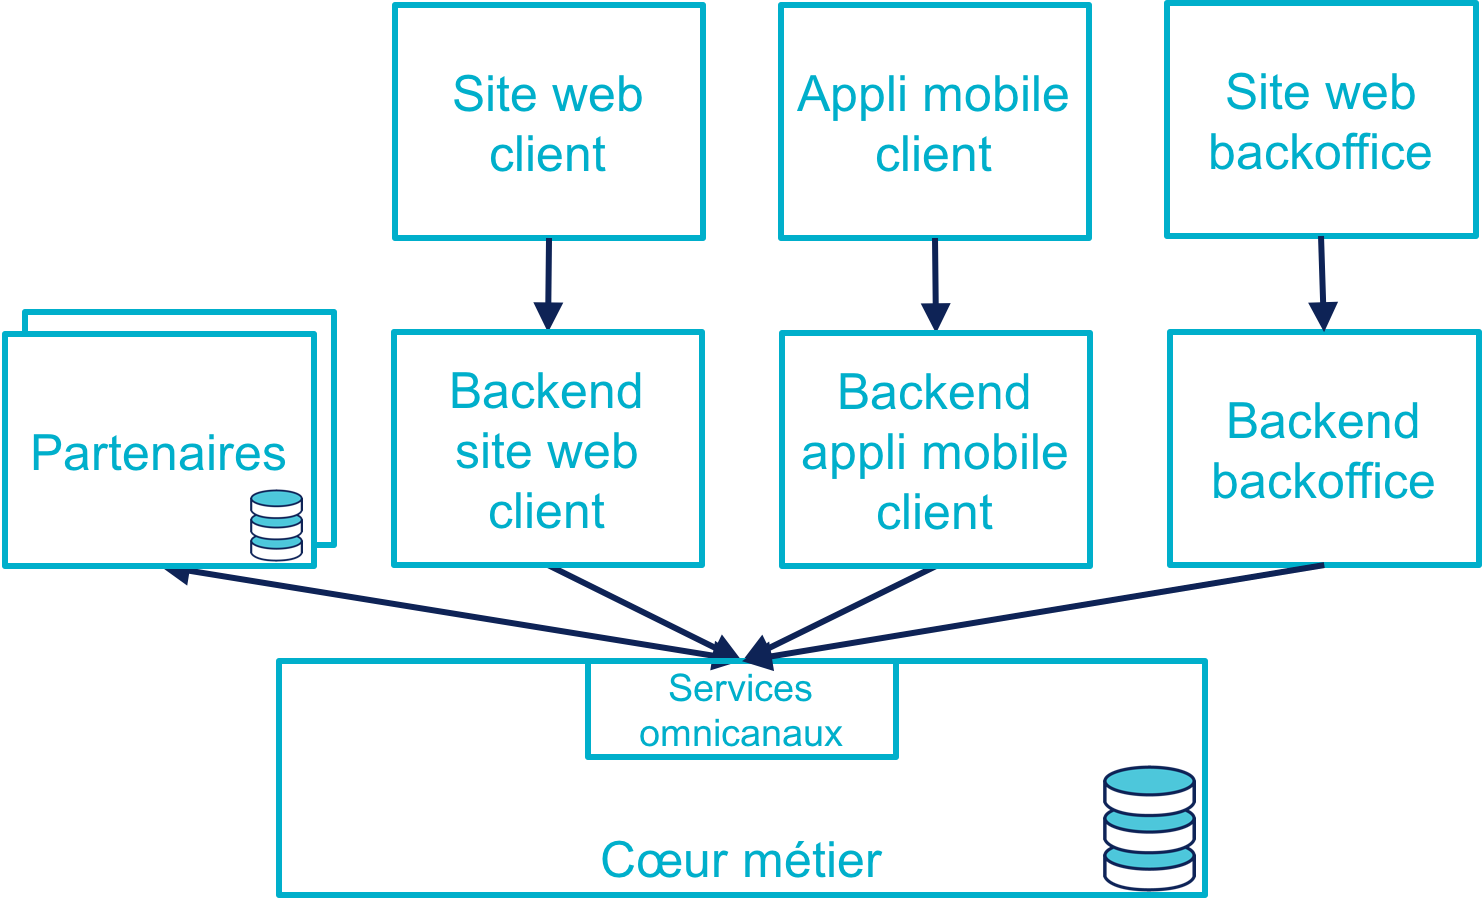 Site web
client
Appli mobile
client
Site web
backoffice
Partenaires
Backend
site web
client
Backend
appli mobile
client
Backend
backoffice
Services
omnicanaux
Cœur métier